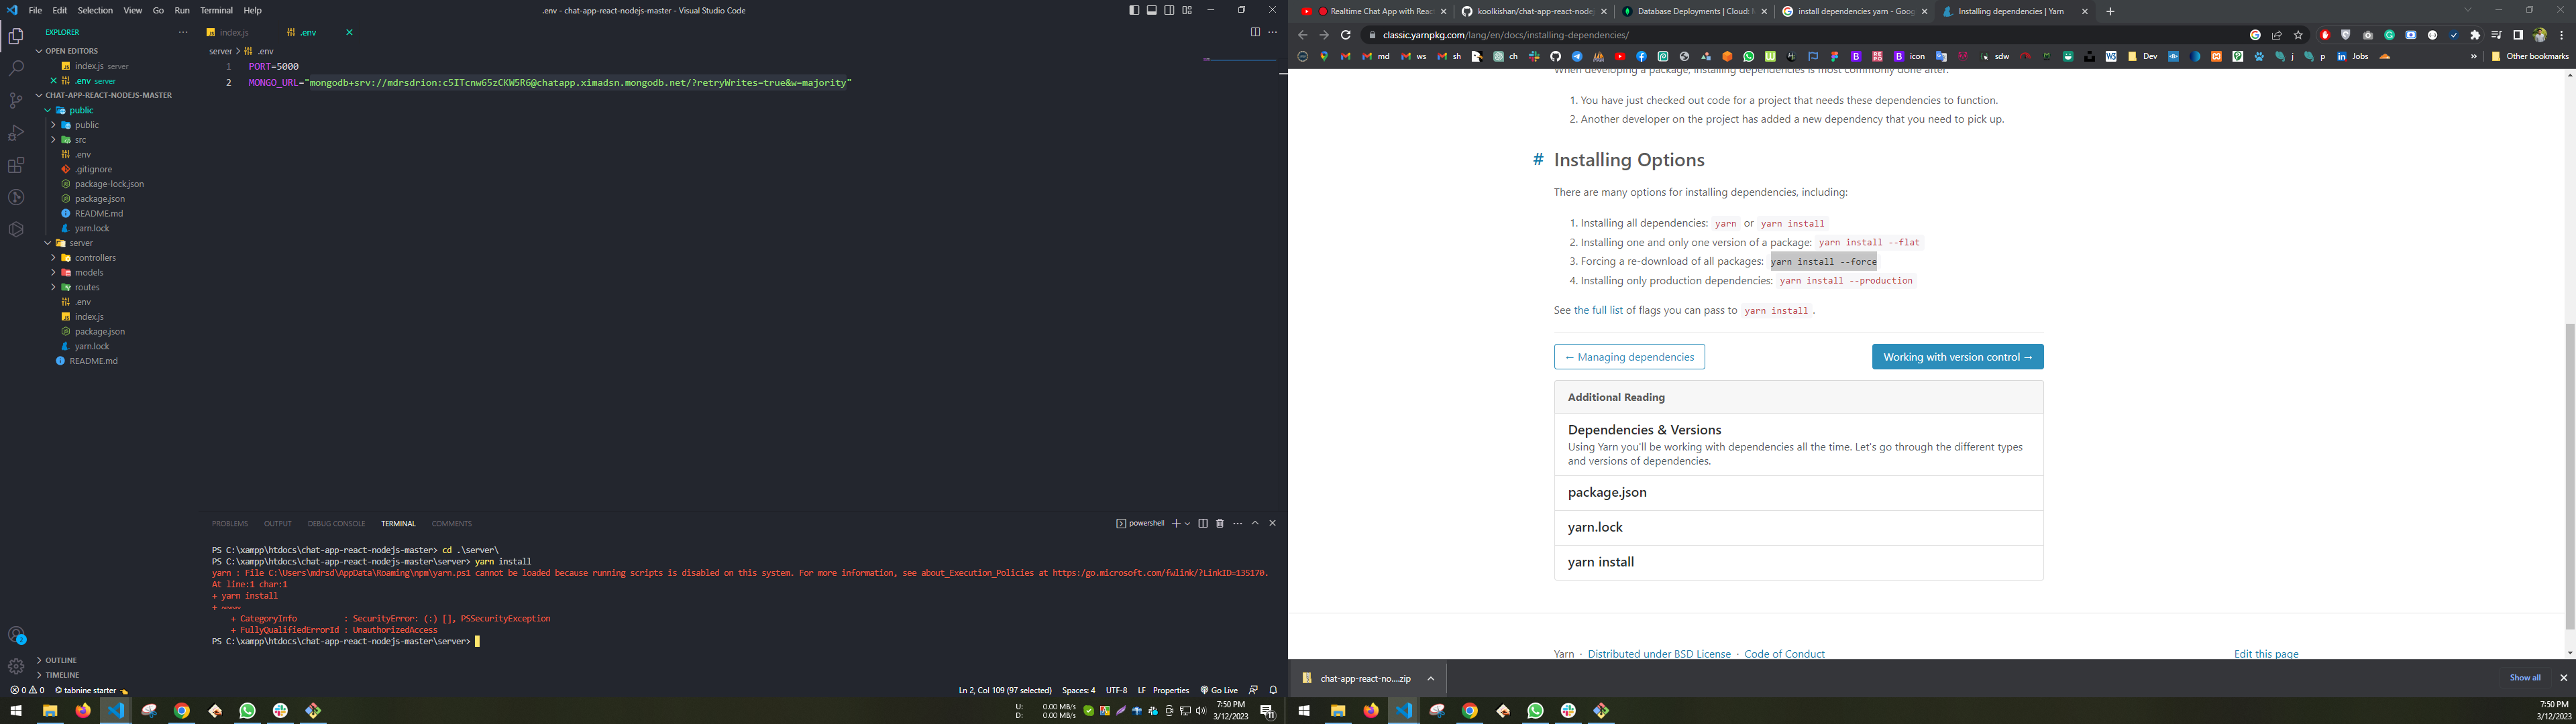 File Edit Selection View Go Run Terminal Help
.env - chat-app-react-nodejs-master - Visual Studio Code
EXPLORER
OPEN EDITORS
index.js server
.env server
CHAT-APP-REACT-NODEJS-MASTER
public
public
src
.env
.gitignore
package-lock.json
package.json
README.md
yarn.lock
server
controllers
models
routes
.env
index.js
package.json
yarn.lock
README.md
OUTLINE
TIMELINE
index.js
.env
server > .env
1 PORT=5000
2 MONGO_URL="mongodb+srv://mdrsdrion:c5ITcnw65zCKW5R6@chatapp.ximadsn.mongodb.net/?retryWrites=true&w=majority"
PROBLEMS OUTPUT DEBUG CONSOLE TERMINAL COMMENTS
powershell
PS C:\xampp\htdocs\chat-app-react-nodejs-master> cd .\server\
PS C:\xampp\htdocs\chat-app-react-nodejs-master\server> yarn install
yarn : File C:\Users\mdrsd\AppData\Roaming\npm\yarn.ps1 cannot be loaded because running scripts is disabled on this system. For more information, see about_Execution_Policies at https:/go.microsoft.com/fwlink/?LinkID=135170.
At line:1 char:1
+ yarn install
+ ~~~~
+ CategoryInfo : SecurityError: (:) [], PSSecurityException
+ FullyQualifiedErrorId : UnauthorizedAccess
PS C:\xampp\htdocs\chat-app-react-nodejs-master\server>
0 0 tabnine starter
Ln 2, Col 109 (97 selected) Spaces: 4 UTF-8 LF Properties Go Live
U: 0.00 MB/s
D: 0.00 MB/s
7:50 PM
3/12/2023
Realtime Chat App with Reac
koolkishan/chat-app-react-node
Database Deployments | Cloud: M
install dependencies yarn - Goog
Installing dependencies | Yarn
classic.yarnpkg.com/lang/en/docs/installing-dependencies/
md ws sh ch icon sdw Dev j p Jobs » Other bookmarks
When developing a package, installing dependencies is most commonly done after:
1. You have just checked out code for a project that needs these dependencies to function.
2. Another developer on the project has added a new dependency that you need to pick up.
# Installing Options
There are many options for installing dependencies, including:
1. Installing all dependencies: yarn or yarn install
2. Installing one and only one version of a package: yarn install --flat
3. Forcing a re-download of all packages: yarn install --force
4. Installing only production dependencies: yarn install --production
See the full list of flags you can pass to yarn install.
← Managing dependencies
Working with version control →
Additional Reading
Dependencies & Versions
Using Yarn you'll be working with dependencies all the time. Let's go through the different types
and versions of dependencies.
package.json
yarn.lock
yarn install
Yarn · Distributed under BSD License · Code of Conduct
Edit this page
chat-app-react-no....zip
Show all
7:50 PM
3/12/2023